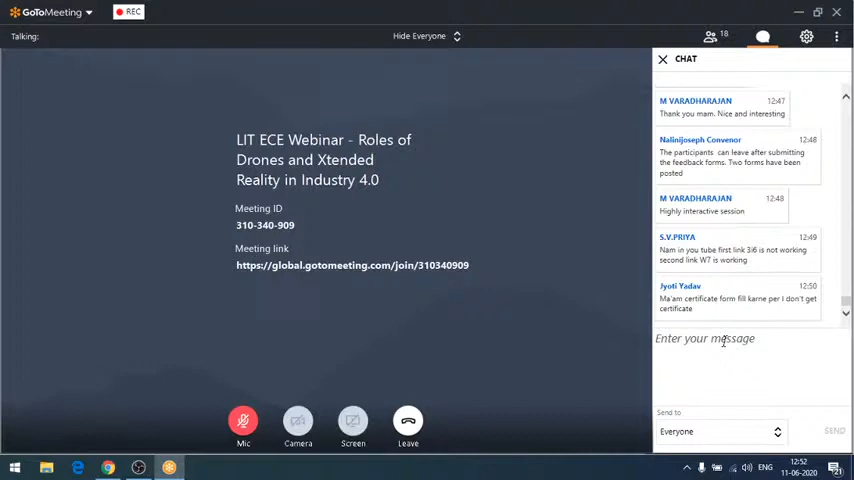 GoToMeeting
REC
Talking:
Hide Everyone
18
CHAT
M VARADHARAJAN 12:47
Thank you mam. Nice and interesting
Nalinijoseph Convenor 12:48
The participants can leave after submitting
the feedback forms. Two forms have been
posted
M VARADHARAJAN 12:48
Highly interactive session
S.V.PRIYA 12:49
Nam in you tube first link 3i6 is not working
second link W7 is working
Jyoti Yadav 12:50
Ma'am certificate form fill karne per I don't get
certificate
Enter your message
Send to
Everyone
SEND
LIT ECE Webinar - Roles of
Drones and Xtended
Reality in Industry 4.0
Meeting ID
310-340-909
Meeting link
https://global.gotomeeting.com/join/310340909
Mic
Camera
Screen
Leave
ENG
12:52
11-06-2020
21